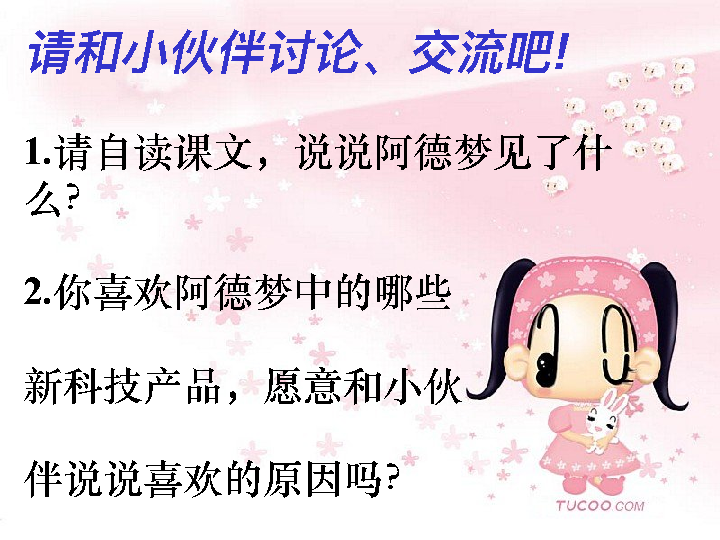 请和小伙伴讨论、交流吧!
1.请自读课文，说说阿德梦见了什
么?
2.你喜欢阿德梦中的哪些
新科技产品，愿意和小伙
伴说说喜欢的原因吗?
TUCOO.COM